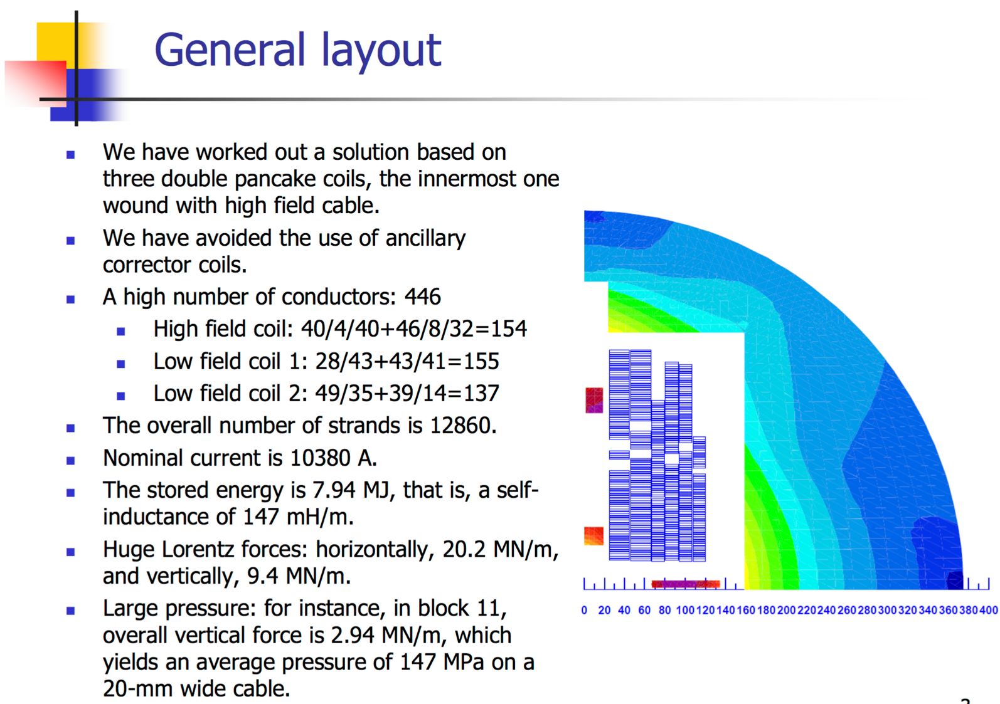 General layout
We have worked out a solution based on
three double pancake coils, the innermost one
wound with high field cable.
We have avoided the use of ancillary
corrector coils.
A high number of conductors: 446
High field coil: 40/4/40+46/8/32=154
Low field coil 1: 28/43+43/41=155
Low field coil 2: 49/35+39/14=137
The overall number of strands is 12860.
Nominal current is 10380 A.
The stored energy is 7.94 MJ, that is, a self-
inductance of 147 mH/m.
Huge Lorentz forces: horizontally, 20.2 MN/m,
and vertically, 9.4 MN/m.
Large pressure: for instance, in block 11,
overall vertical force is 2.94 MN/m, which
yields an average pressure of 147 MPa on a
20-mm wide cable.
0 20 40 60 80 100 120 140 160 180 200 220 240 260 280 300 320 340 360 380 400